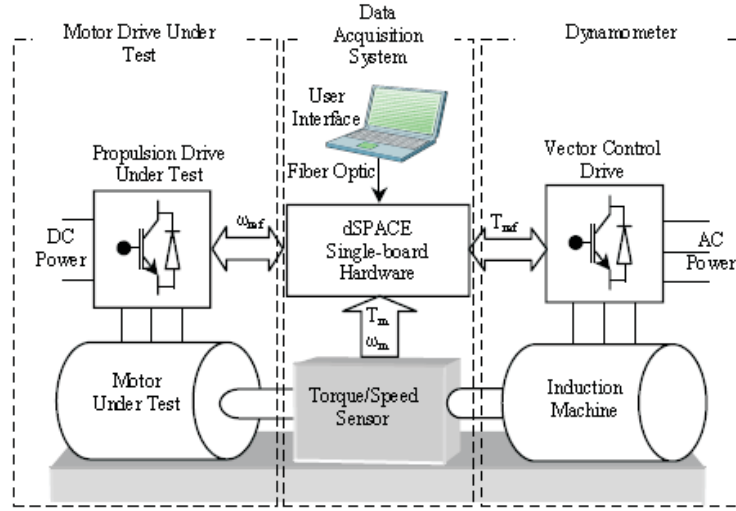 Motor Drive Under
Test
Data
Acquisition
System
Dynamometer
User
Interface
Propulsion Drive
Under Test
Vector Control
Drive
Fiber Optic
DC
Power
ωref
dSPACE
Single-board
Hardware
Tref
AC
Power
Tm
ωm
Motor
Under Test
Torque/Speed
Sensor
Induction
Machine